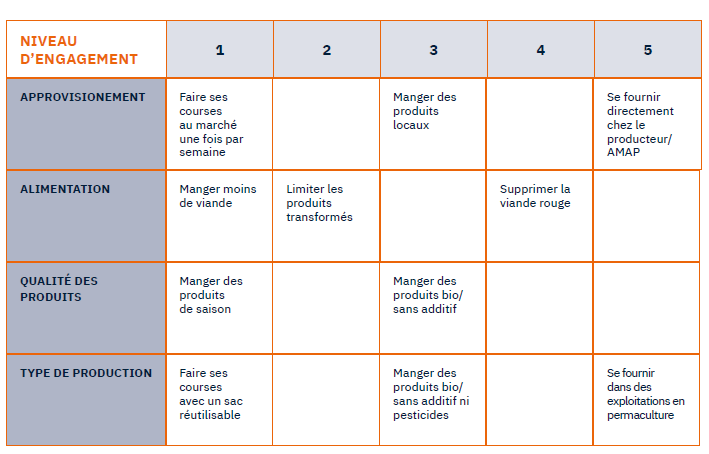 NIVEAU
D’ENGAGEMENT
1
2
3
4
5
APPROVISIONEMENT
Faire ses
courses
au marché
une fois par
semaine
Manger des
produits
locaux
Se fournir
directement
chez le
producteur/
AMAP
ALIMENTATION
Manger moins
de viande
Limiter les
produits
transformés
Supprimer la
viande rouge
QUALITÉ DES
PRODUITS
Manger des
produits
de saison
Manger des
produits bio/
sans additif
TYPE DE PRODUCTION
Faire ses
courses
avec un sac
réutilisable
Manger des
produits bio/
sans additif ni
pesticides
Se fournir
dans des
exploitations en
permaculture